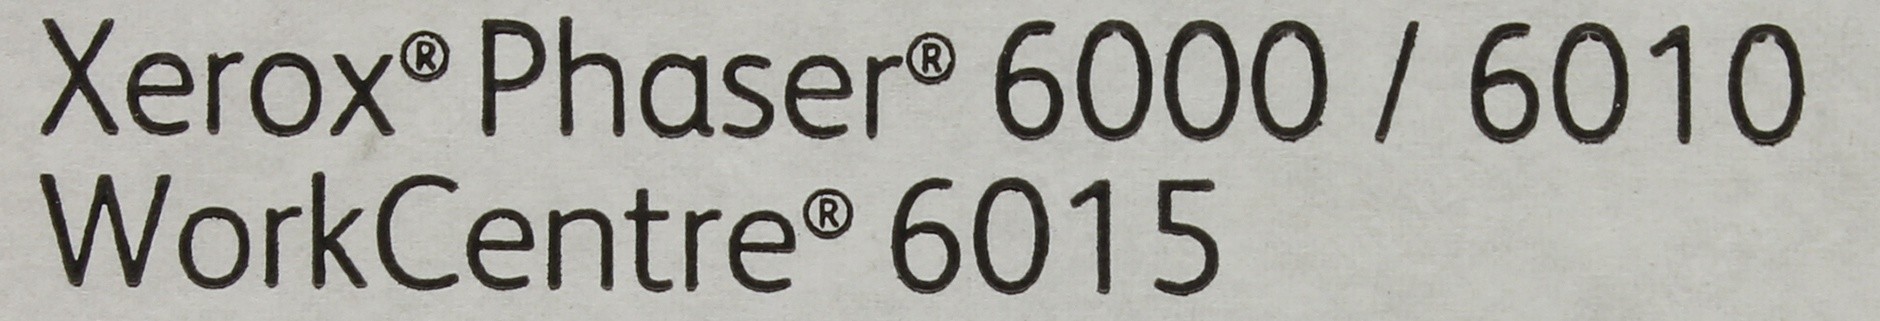 Xerox® Phaser® 6000 / 6010
WorkCentre® 6015